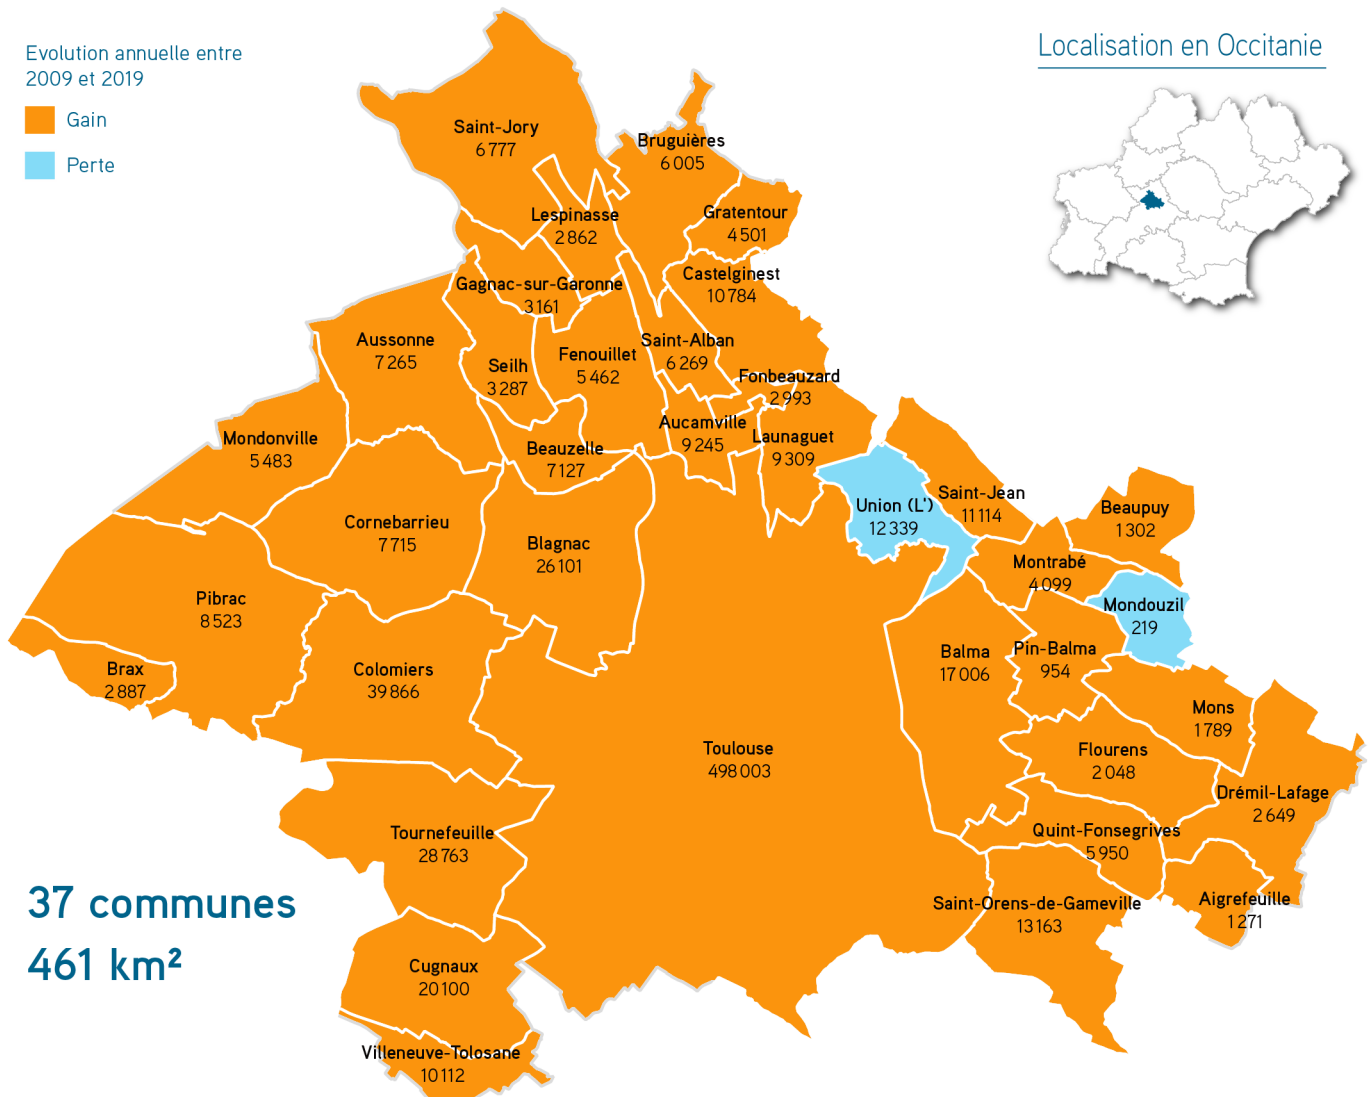 Evolution annuelle entre
2009 et 2019
Gain
Perte
Localisation en Occitanie
Saint-Jory
6 777
Bruguières
6 005
Lespinasse
2 862
Gratentour
4 501
Gagnac-sur-Garonne
3 161
Castelginest
10 784
Aussonne
7 265
Seilh
3 287
Fenouillet
5 462
Saint-Alban
6 269
Fonbeauzard
2 993
Mondonville
5 483
Beauzelle
7 127
Aucamville
9 245
Launaguet
9 309
Cornebarrieu
7 715
Blagnac
26 101
Union (L')
12 339
Saint-Jean
11 114
Beaupuy
1 302
Montrabé
4 099
Mondouzil
219
Pibrac
8 523
Brax
2 887
Colomiers
39 866
Balma
17 006
Pin-Balma
954
Mons
1 789
Toulouse
498 003
Flourens
2 048
Drémil-Lafage
2 649
Tournefeuille
28 763
Quint-Fonsegrives
5 950
Saint-Orens-de-Gameville
13 163
Aigrefeuille
1 271
Cugnaux
20 100
Villeneuve-Tolosane
10 112
37 communes
461 km²